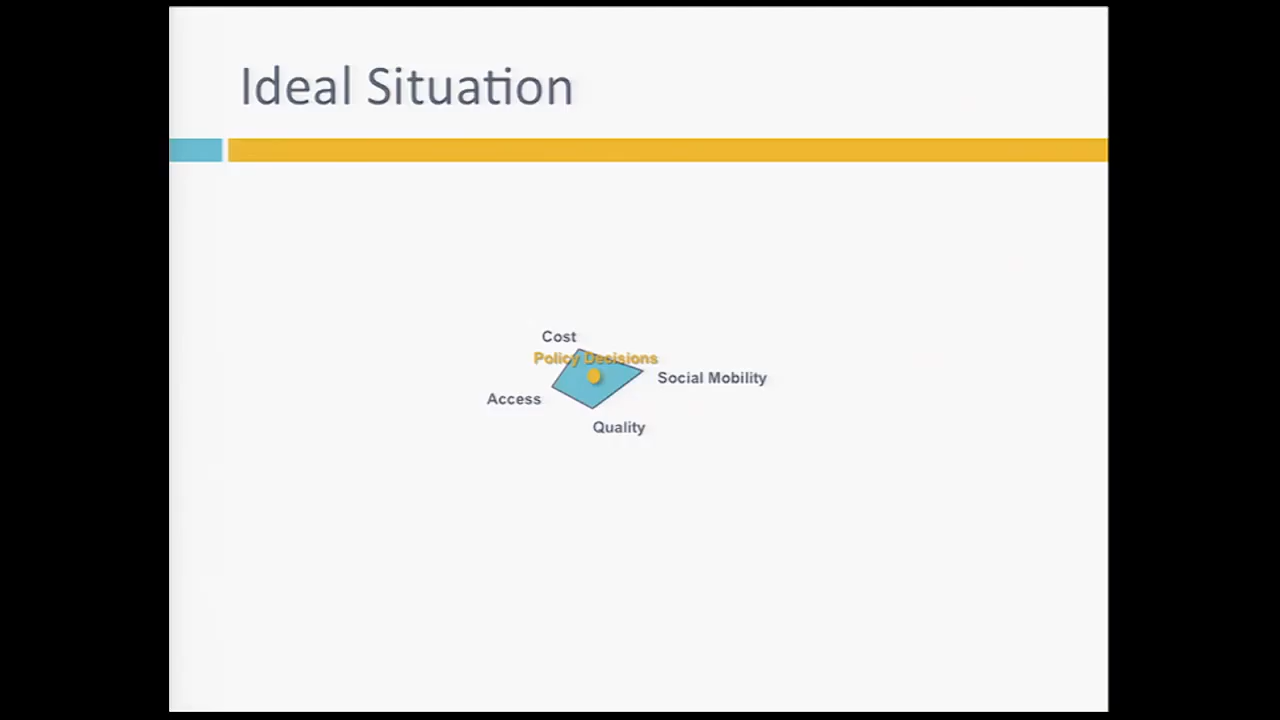 Ideal Situation
Cost
Policy Decisions
Social Mobility
Access
Quality